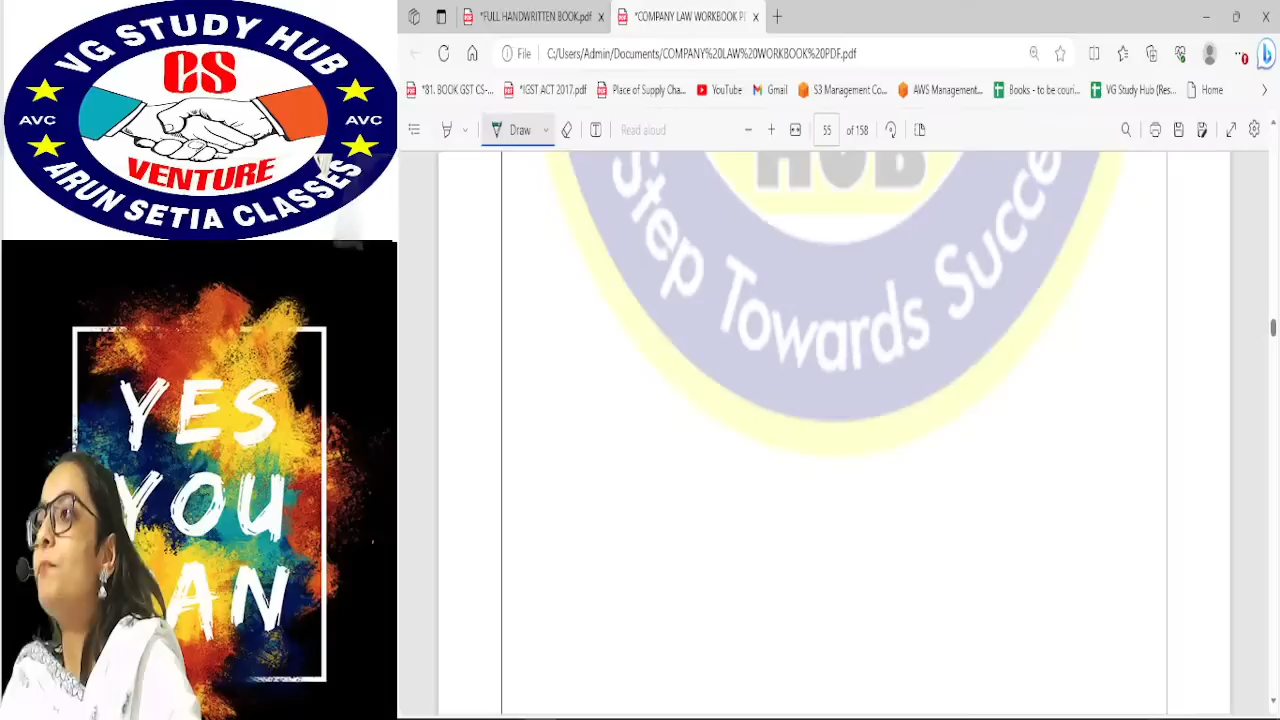 VG STUDY HUB
CS
AVC
AVC
VENTURE
ARUN SETIA CLASSES
YES
YOU
AN
*FULL HANDWRITTEN BOOK.pdf
*COMPANY LAW WORKBOOK P
File
C:/Users/Admin/Documents/COMPANY%20LAW%20WORKBOOK%20PDF.pdf
*81. BOOK GST CS-...
*IGST ACT 2017.pdf
Place of Supply Cha...
YouTube
Gmail
S3 Management Co...
AWS Management...
Books - to be couri...
VG Study Hub (Res...
Home
Draw
Read aloud
55 of 158
HUB
Step Towards Succe